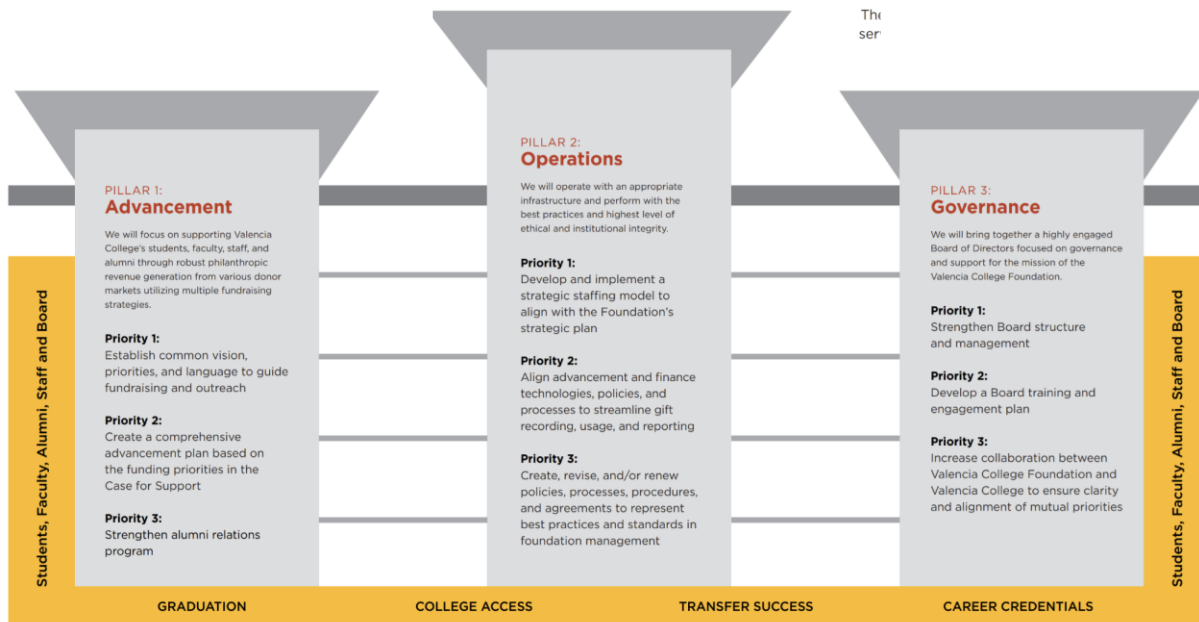 The
PILLAR 1:
Advancement
We will focus on supporting Valencia
College's students, faculty, staff, and
alumni through robust philanthropic
revenue generation from various donor
markets utilizing multiple fundraising
strategies.
Priority 1:
Establish common vision,
priorities, and language to guide
fundraising and outreach
Priority 2:
Create a comprehensive
advancement plan based on
the funding priorities in the
Case for Support
Priority 3:
Strengthen alumni relations
program
PILLAR 2:
Operations
We will operate with an appropriate
infrastructure and perform with the
best practices and highest level of
ethical and institutional integrity.
Priority 1:
Develop and implement a
strategic staffing model to
align with the Foundation's
strategic plan
Priority 2:
Align advancement and finance
technologies, policies, and
processes to streamline gift
recording, usage, and reporting
Priority 3:
Create, revise, and/or renew
policies, processes, procedures,
and agreements to represent
best practices and standards in
foundation management
PILLAR 3:
Governance
We will bring together a highly engaged
Board of Directors focused on governance
and support for the mission of the
Valencia College Foundation.
Priority 1:
Strengthen Board structure
and management
Priority 2:
Develop a Board training and
engagement plan
Priority 3:
Increase collaboration between
Valencia College Foundation and
Valencia College to ensure clarity
and alignment of mutual priorities
Students, Faculty, Alumni, Staff and Board
Students, Faculty, Alumni, Staff and Board
GRADUATION
COLLEGE ACCESS
TRANSFER SUCCESS
CAREER CREDENTIALS